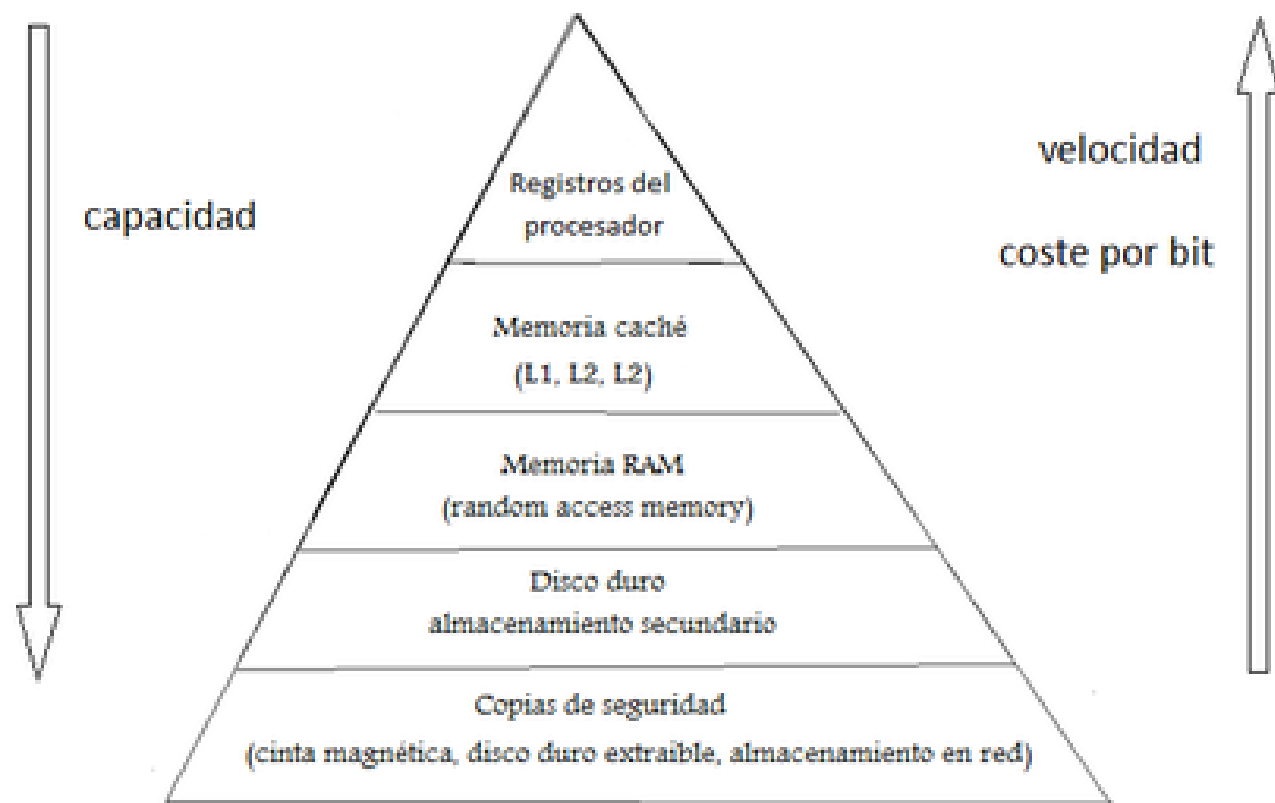 capacidad
velocidad
coste por bit
Registros del
procesador
Memoria caché
(L1, L2, L2)
Memoria RAM
(random access memory)
Disco duro
almacenamiento secundario
Copias de seguridad
(cinta magnética, disco duro extraible, almacenamiento en red)